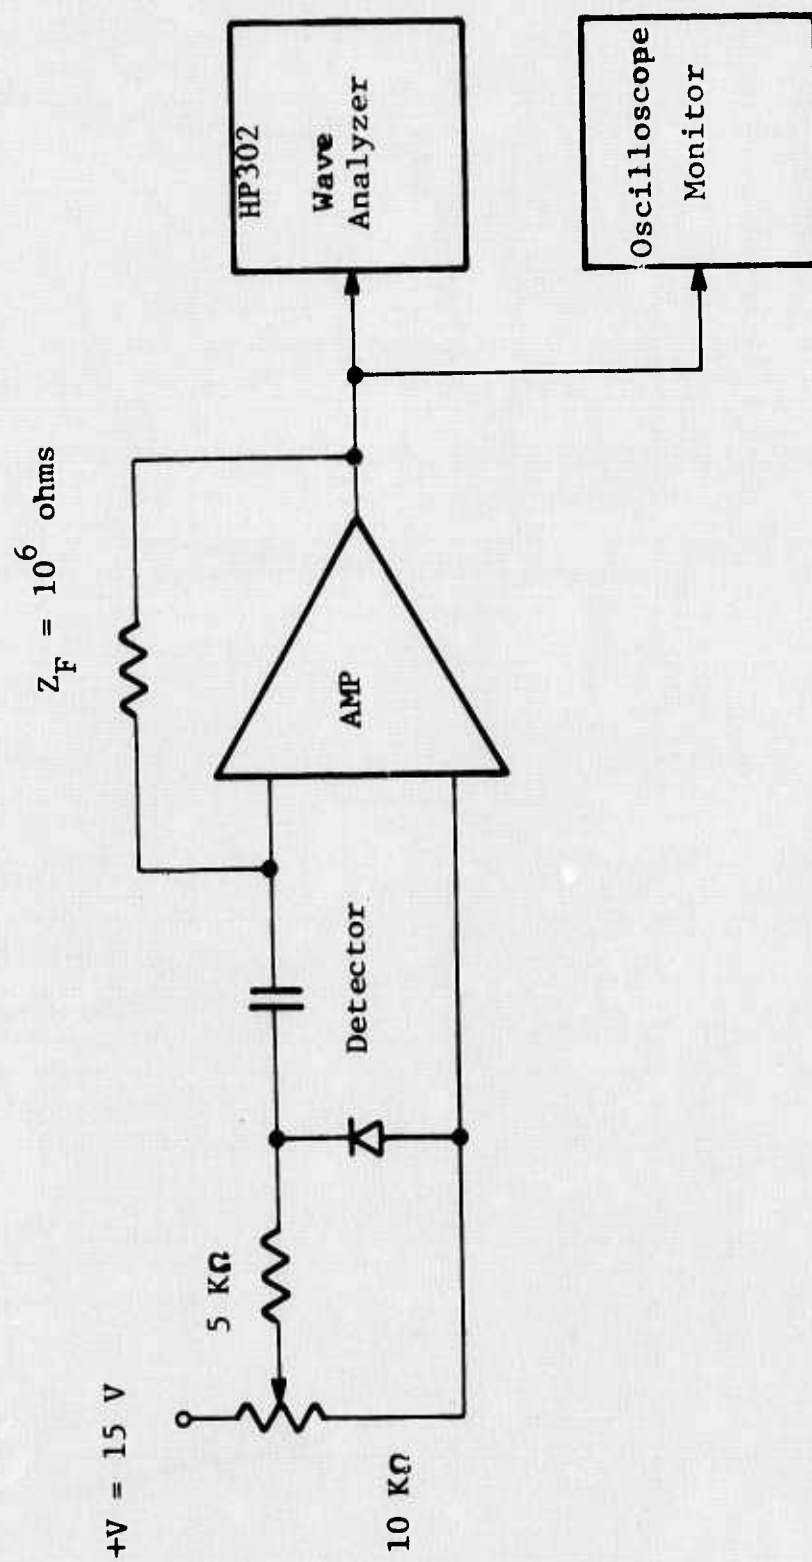 +V = 15 V
10 KΩ
5 KΩ
Detector
Z_F = 10^6 ohms
AMP
HP302
Wave
Analyzer
Oscilloscope
Monitor